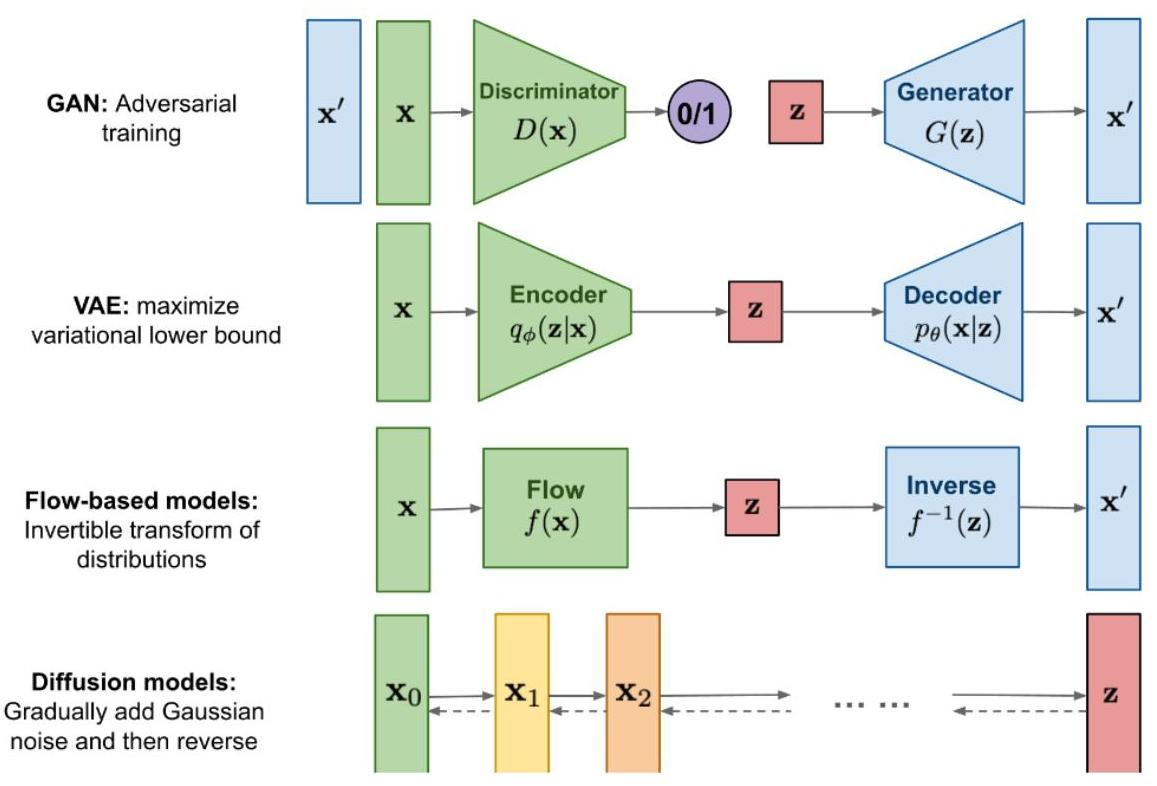 GAN: Adversarial
training
x′
x
Discriminator
D(x)
0/1
z
Generator
G(z)
x′
VAE: maximize
variational lower bound
x
Encoder
qϕ(z|x)
z
Decoder
pθ(x|z)
x′
Flow-based models:
Invertible transform of
distributions
x
Flow
f(x)
z
Inverse
f⁻¹(z)
x′
Diffusion models:
Gradually add Gaussian
noise and then reverse
x₀
x₁
x₂
... ...
z